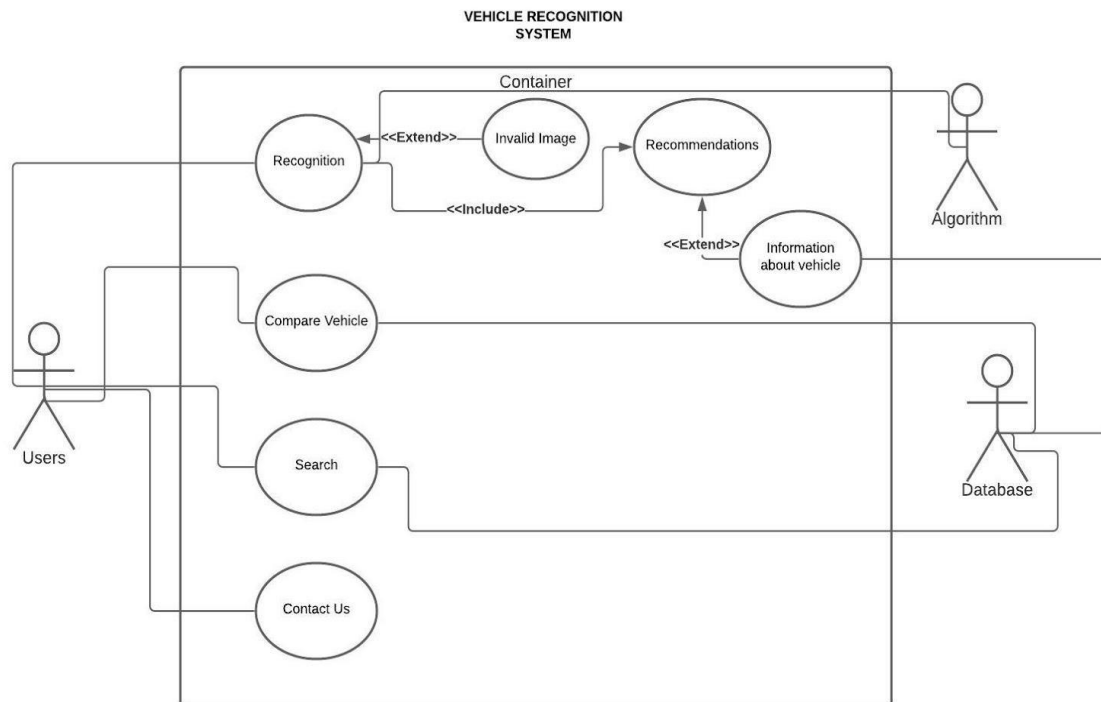 VEHICLE RECOGNITION
SYSTEM
Container
<<Extend>>
Invalid Image
Recommendations
Recognition
<<Include>>
Algorithm
<<Extend>>
Information
about vehicle
Compare Vehicle
Users
Search
Database
Contact Us